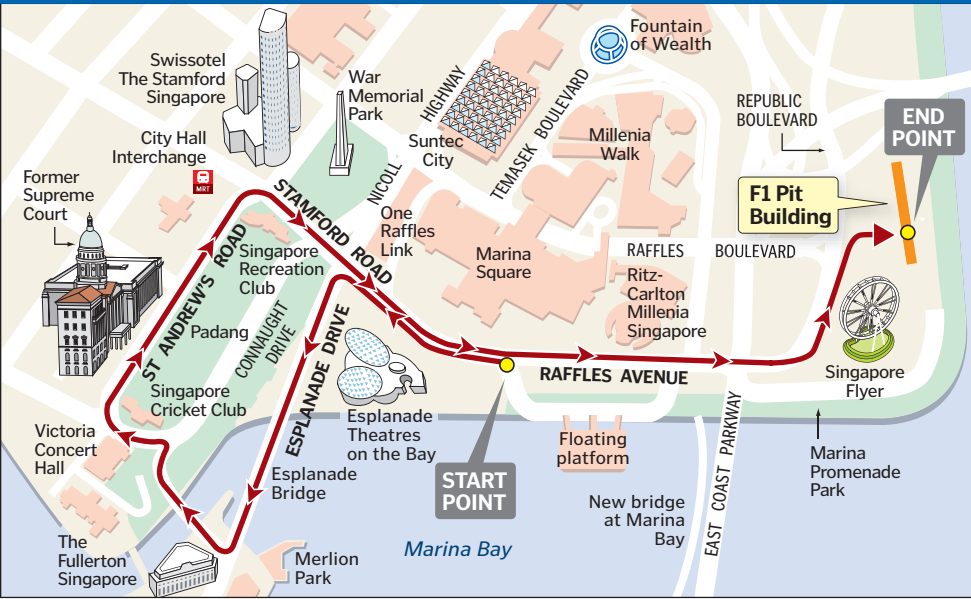 Swissotel
The Stamford
Singapore
War
Memorial
Park
Fountain
of Wealth
HIGHWAY
NICOLL
Suntec
City
TEMASEK BOULEVARD
Millenia
Walk
REPUBLIC
BOULEVARD
END
POINT
City Hall
Interchange
MRT
Former
Supreme
Court
STAMFORD ROAD
One
Raffles
Link
F1 Pit
Building
Singapore
Recreation
Club
Marina
Square
RAFFLES BOULEVARD
Ritz-
Carlton
Millenia
Singapore
ST ANDREW'S ROAD
Padang
CONNAUGHT
DRIVE
ESPLANADE DRIVE
RAFFLES AVENUE
Singapore
Flyer
Singapore
Cricket Club
Esplanade
Theatres
on the Bay
Victoria
Concert
Hall
Floating
platform
EAST COAST PARKWAY
Marina
Promenade
Park
START
POINT
Esplanade
Bridge
New bridge
at Marina
Bay
The
Fullerton
Singapore
Merlion
Park
Marina Bay